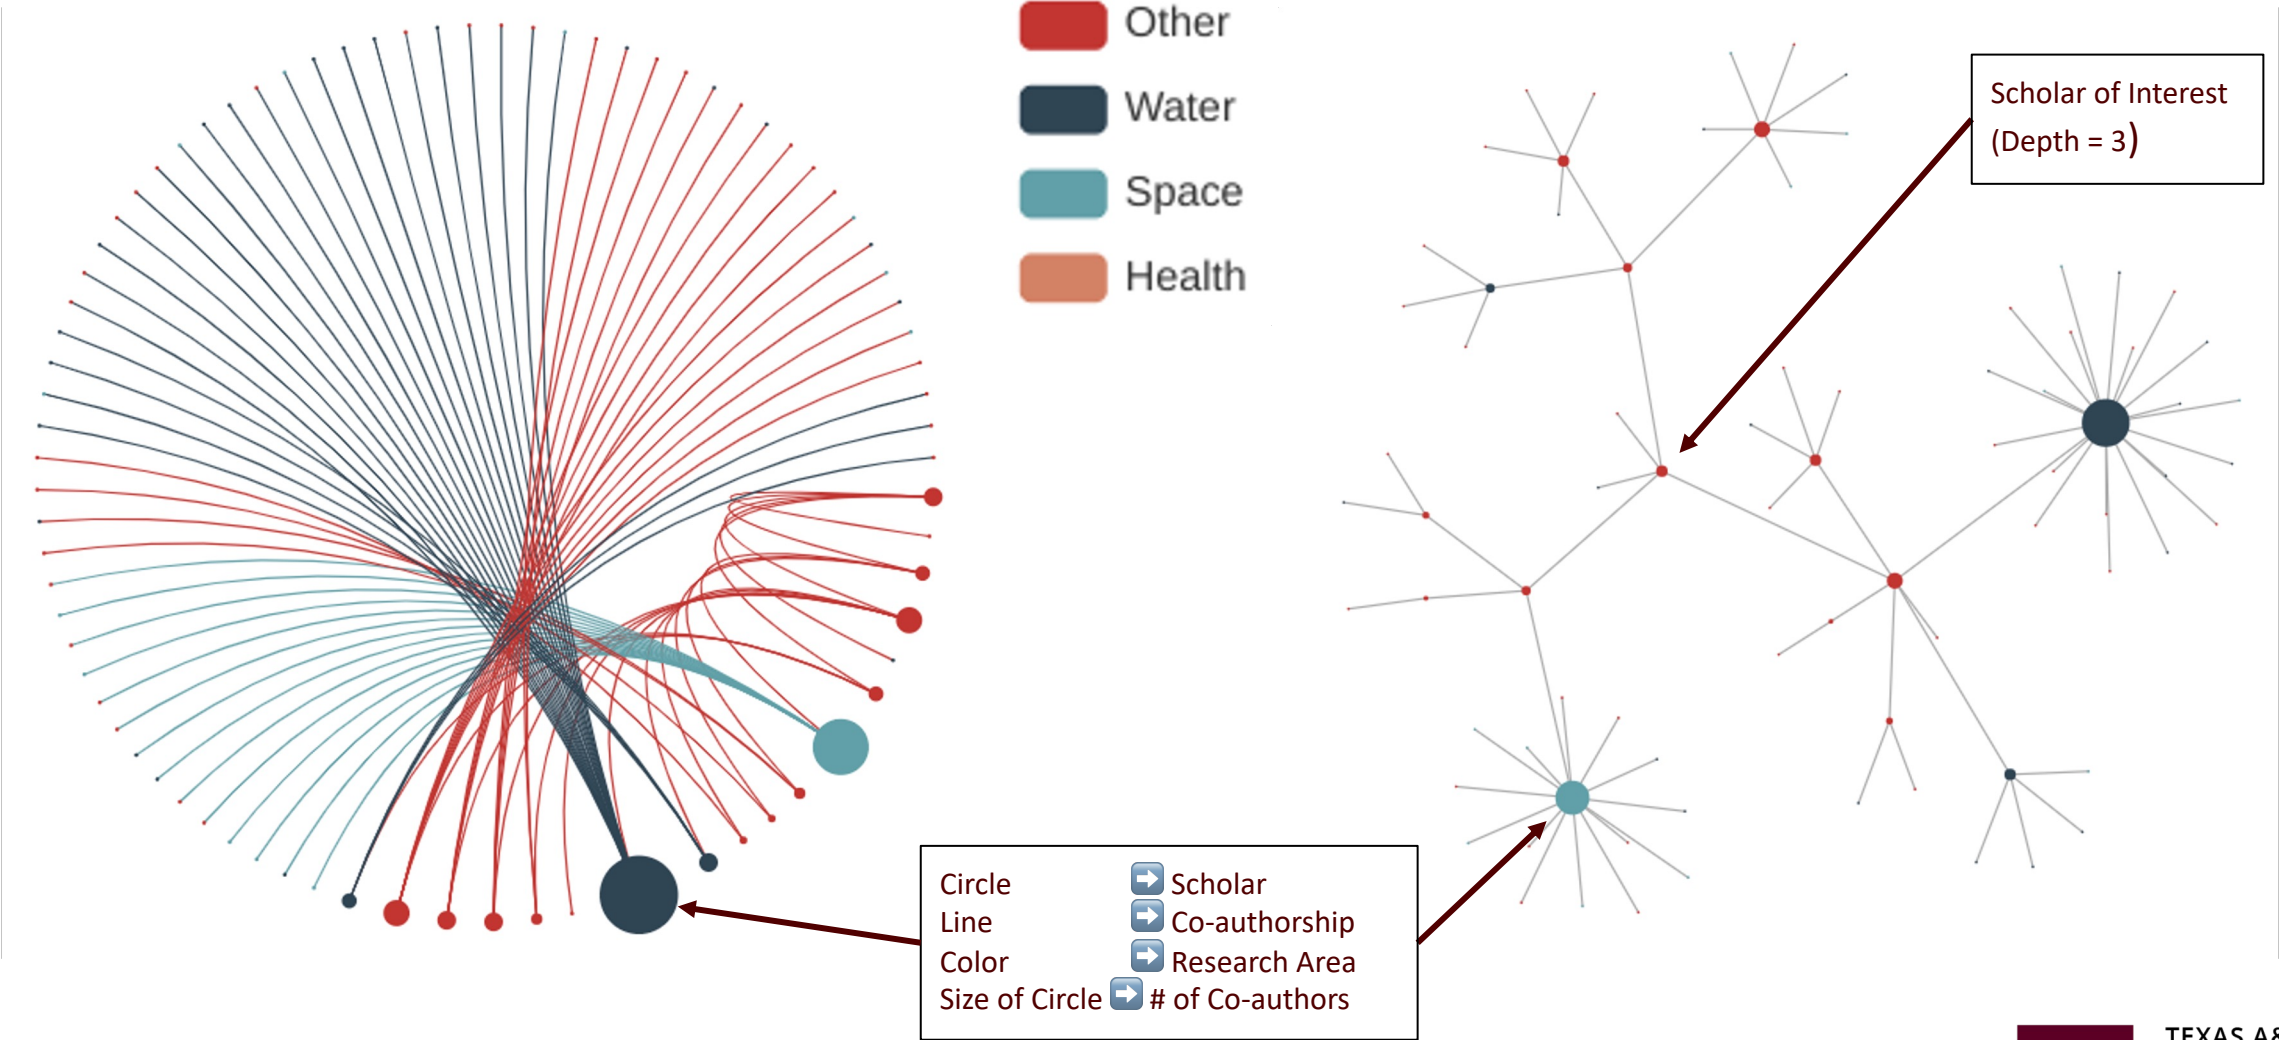 Other
Water
Space
Health
Scholar of Interest
(Depth = 3)
Circle ➡ Scholar
Line ➡ Co-authorship
Color ➡ Research Area
Size of Circle ➡ # of Co-authors
TEXAS